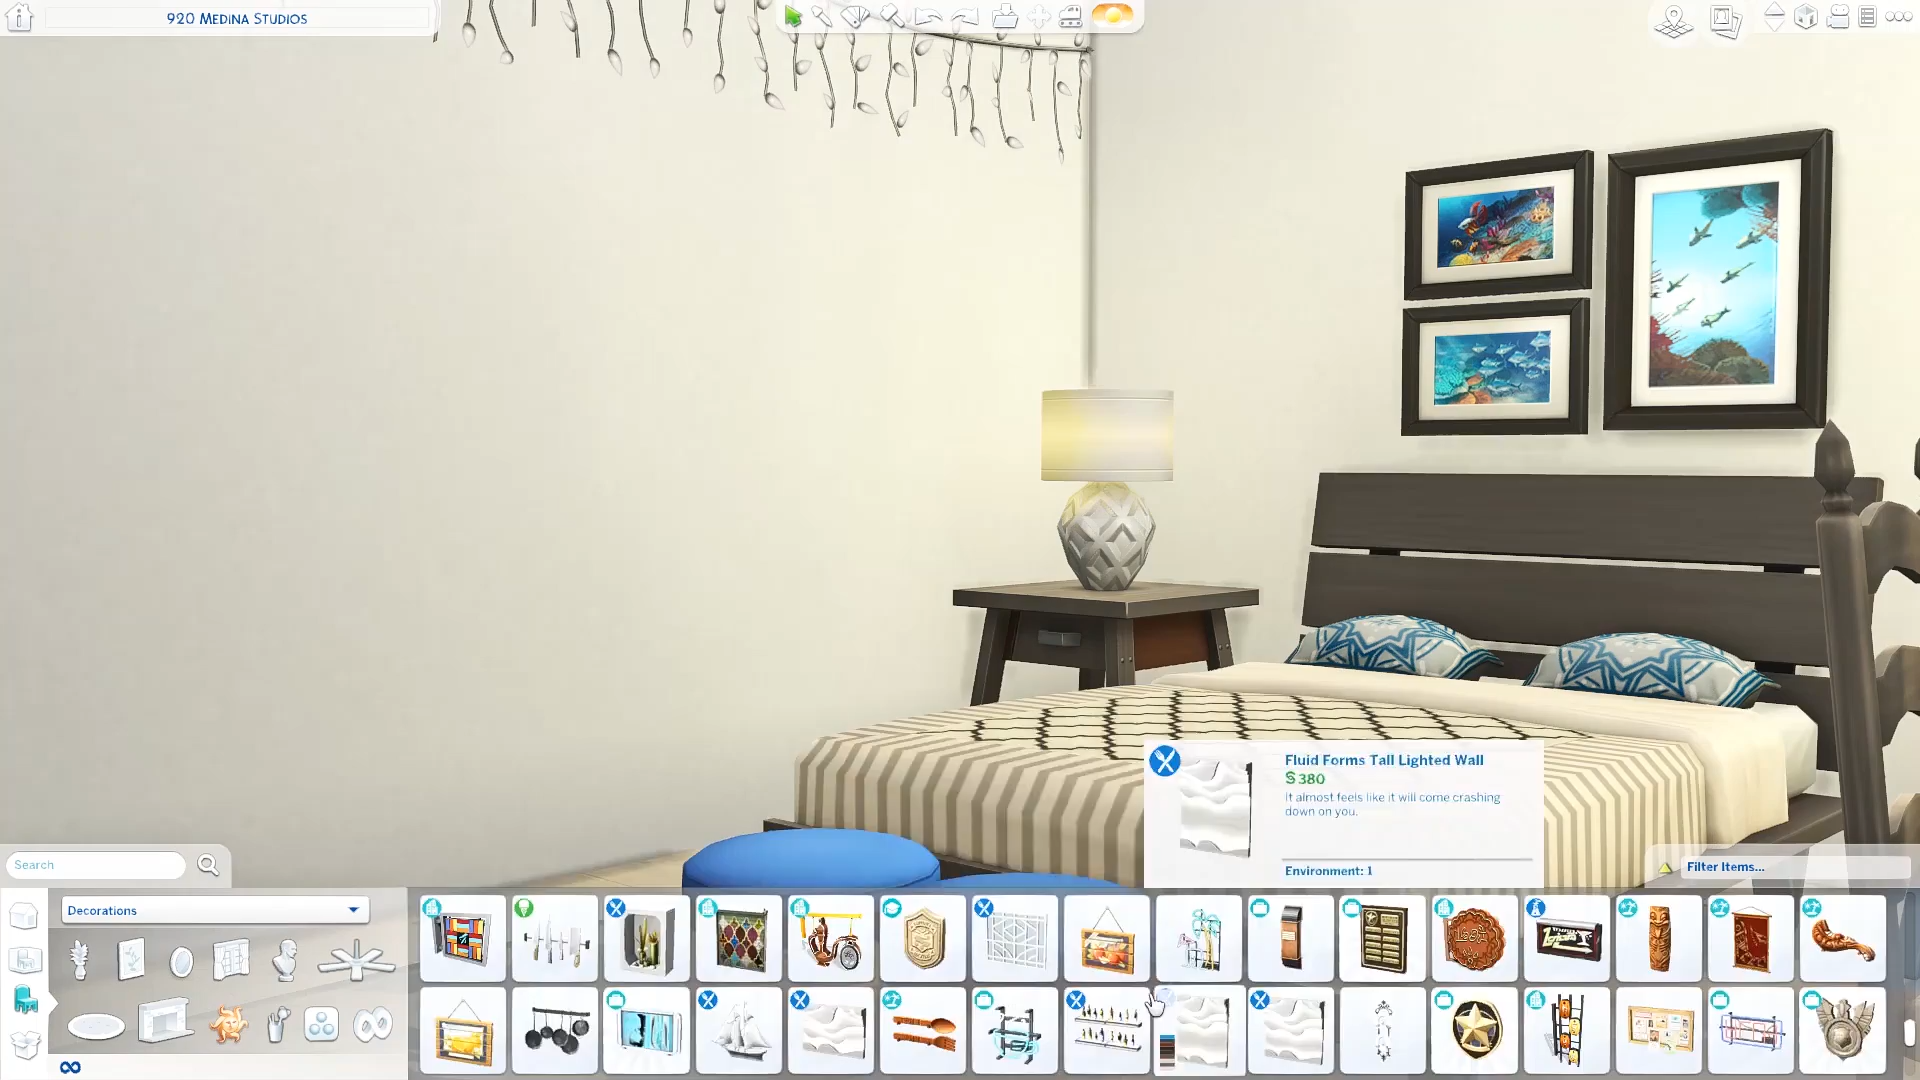 920 Medina Studios
Fluid Forms Tall Lighted Wall
§380
It almost feels like it will come crashing
down on you.
Environment: 1
Search
Filter Items...
Decorations